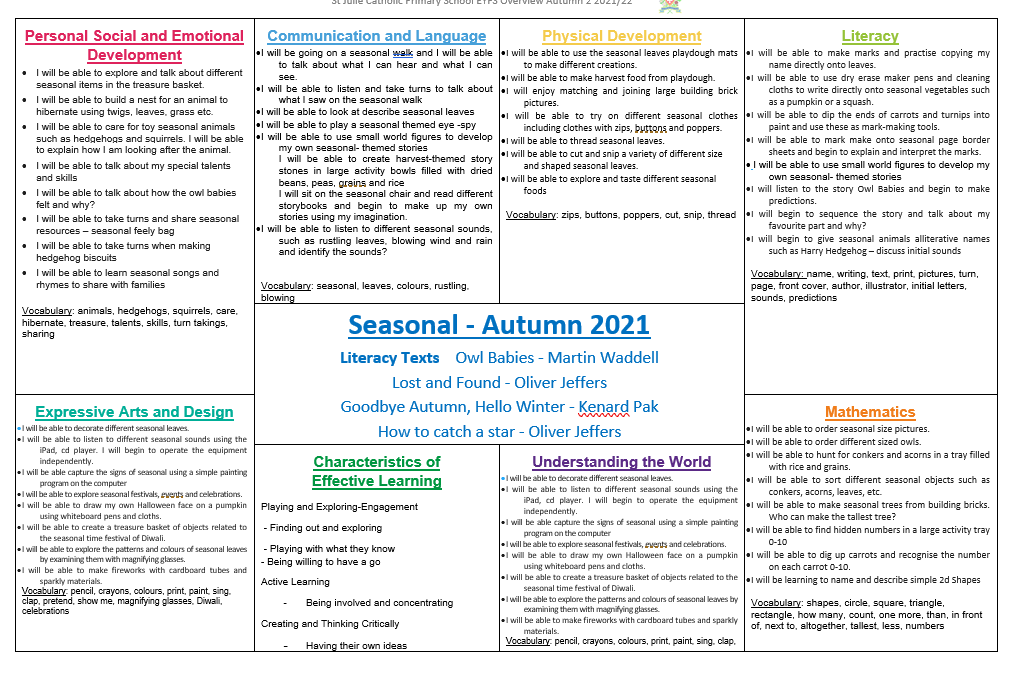 St Julie Catholic Primary School EYFS Overview Autumn 2 2021/22
Personal Social and Emotional
Development
• I will be able to explore and talk about different
seasonal items in the treasure basket.
• I will be able to build a nest for an animal to
hibernate using twigs, leaves, grass etc.
• I will be able to care for toy seasonal animals
such as hedgehogs and squirrels. I will be able
to explain how I am looking after the animal.
• I will be able to talk about my special talents
and skills
• I will be able to talk about how the owl babies
felt and why?
• I will be able to take turns and share seasonal
resources – seasonal feely bag
• I will be able to take turns when making
hedgehog biscuits
• I will be able to learn seasonal songs and
rhymes to share with families
Vocabulary: animals, hedgehogs, squirrels, care,
hibernate, treasure, talents, skills, turn takings,
sharing
Communication and Language
•I will be going on a seasonal walk and I will be able
to talk about what I can hear and what I can
see.
•I will be able to listen and take turns to talk about
what I saw on the seasonal walk
•I will be able to look at describe seasonal leaves
•I will be able to play a seasonal themed eye -spy
•I will be able to use small world figures to develop
my own seasonal- themed stories
I will be able to create harvest-themed story
stones in large activity bowls filled with dried
beans, peas, grains and rice
I will sit on the seasonal chair and read different
storybooks and begin to make up my own
stories using my imagination.
•I will be able to listen to different seasonal sounds,
such as rustling leaves, blowing wind and rain
and identify the sounds?
Vocabulary: seasonal, leaves, colours, rustling,
blowing
Physical Development
•I will be able to use the seasonal leaves playdough mats
to make different creations.
•I will be able to make harvest food from playdough.
•I will enjoy matching and joining large building brick
pictures.
•I will be able to try on different seasonal clothes
including clothes with zips, buttons and poppers.
•I will be able to thread seasonal leaves.
•I will be able to cut and snip a variety of different size
and shaped seasonal leaves.
•I will be able to explore and taste different seasonal
foods
Vocabulary: zips, buttons, poppers, cut, snip, thread
Literacy
•I will be able to make marks and practise copying my
name directly onto leaves.
•I will be able to use dry erase maker pens and cleaning
cloths to write directly onto seasonal vegetables such
as a pumpkin or a squash.
•I will be able to dip the ends of carrots and turnips into
paint and use these as mark-making tools.
•I will be able to mark make onto seasonal page border
sheets and begin to explain and interpret the marks.
•I will be able to use small world figures to develop my
own seasonal- themed stories
•I will listen to the story Owl Babies and begin to make
predictions.
•I will begin to sequence the story and talk about my
favourite part and why?
•I will begin to give seasonal animals alliterative names
such as Harry Hedgehog – discuss initial sounds
Vocabulary: name, writing, text, print, pictures, turn,
page, front cover, author, illustrator, initial letters,
sounds, predictions
Seasonal - Autumn 2021
Literacy Texts Owl Babies - Martin Waddell
Lost and Found - Oliver Jeffers
Goodbye Autumn, Hello Winter - Kenard Pak
How to catch a star - Oliver Jeffers
Expressive Arts and Design
•I will be able to decorate different seasonal leaves.
•I will be able to listen to different seasonal sounds using the
iPad, cd player. I will begin to operate the equipment
independently.
•I will be able capture the signs of seasonal using a simple painting
program on the computer
•I will be able to explore seasonal festivals, events and celebrations.
•I will be able to draw my own Halloween face on a pumpkin
using whiteboard pens and cloths.
•I will be able to create a treasure basket of objects related to
the seasonal time festival of Diwali.
•I will be able to explore the patterns and colours of seasonal leaves
by examining them with magnifying glasses.
•I will be able to make fireworks with cardboard tubes and
sparkly materials.
Vocabulary: pencil, crayons, colours, print, paint, sing,
clap, pretend, show me, magnifying glasses, Diwali,
celebrations
Characteristics of
Effective Learning
Playing and Exploring-Engagement
- Finding out and exploring
- Playing with what they know
- Being willing to have a go
Active Learning
- Being involved and concentrating
Creating and Thinking Critically
- Having their own ideas
Understanding the World
•I will be able to decorate different seasonal leaves.
•I will be able to listen to different seasonal sounds using the
iPad, cd player. I will begin to operate the equipment
independently.
•I will be able capture the signs of seasonal using a simple painting
program on the computer
•I will be able to explore seasonal festivals, events and celebrations.
•I will be able to draw my own Halloween face on a pumpkin
using whiteboard pens and cloths.
•I will be able to create a treasure basket of objects related to the
seasonal time festival of Diwali.
•I will be able to explore the patterns and colours of seasonal leaves by
examining them with magnifying glasses.
•I will be able to make fireworks with cardboard tubes and sparkly
materials.
Vocabulary: pencil, crayons, colours, print, paint, sing, clap,
Mathematics
•I will be able to order seasonal size pictures.
•I will be able to order different sized owls.
•I will be able to hunt for conkers and acorns in a tray filled
with rice and grains.
•I will be able to sort different seasonal objects such as
conkers, acorns, leaves, etc.
•I will be able to make seasonal trees from building bricks.
Who can make the tallest tree?
•I will be able to find hidden numbers in a large activity tray
0-10
•I will be able to dig up carrots and recognise the number
on each carrot 0-10.
•I will be learning to name and describe simple 2d Shapes
Vocabulary: shapes, circle, square, triangle,
rectangle, how many, count, one more, than, in front
of, next to, altogether, tallest, less, numbers